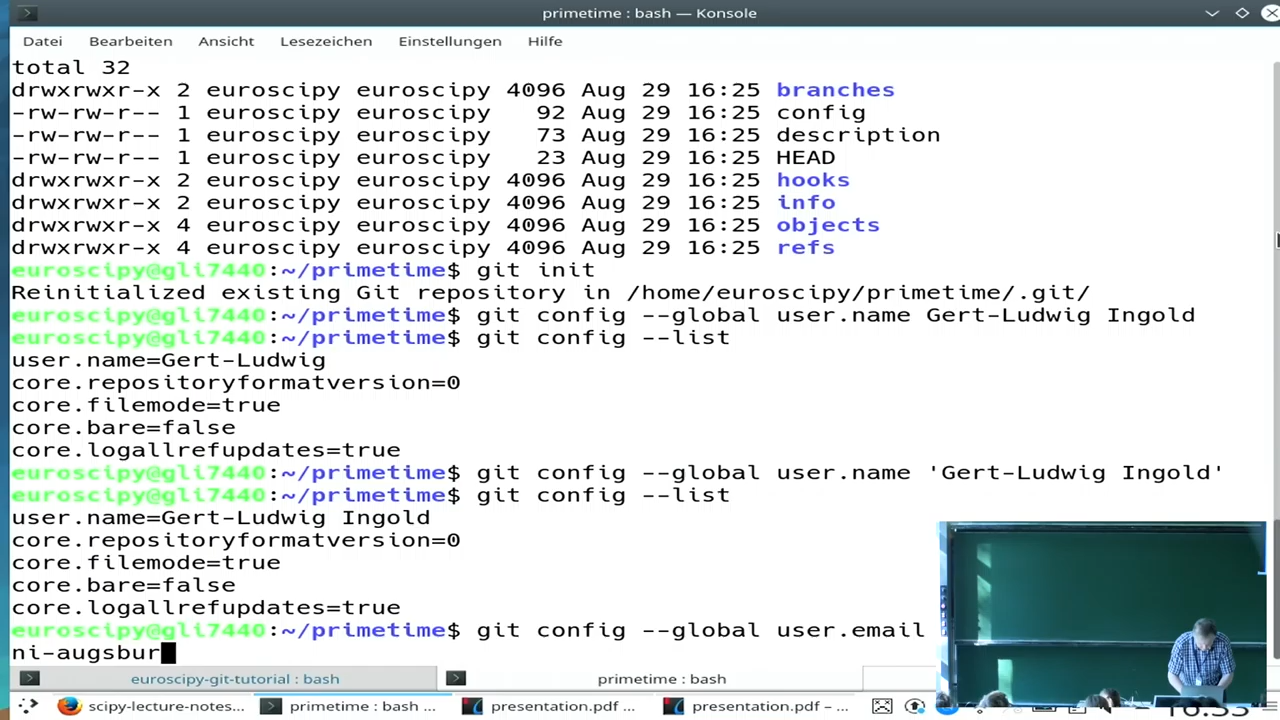 primetime : bash — Konsole
Datei Bearbeiten Ansicht Lesezeichen Einstellungen Hilfe
total 32
drwxrwxr-x 2 euroscipy euroscipy 4096 Aug 29 16:25 branches
-rw-rw-r-- 1 euroscipy euroscipy 92 Aug 29 16:25 config
-rw-rw-r-- 1 euroscipy euroscipy 73 Aug 29 16:25 description
-rw-rw-r-- 1 euroscipy euroscipy 23 Aug 29 16:25 HEAD
drwxrwxr-x 2 euroscipy euroscipy 4096 Aug 29 16:25 hooks
drwxrwxr-x 2 euroscipy euroscipy 4096 Aug 29 16:25 info
drwxrwxr-x 4 euroscipy euroscipy 4096 Aug 29 16:25 objects
drwxrwxr-x 4 euroscipy euroscipy 4096 Aug 29 16:25 refs
euroscipy@gli7440:~/primetime$ git init
Reinitialized existing Git repository in /home/euroscipy/primetime/.git/
euroscipy@gli7440:~/primetime$ git config --global user.name Gert-Ludwig Ingold
euroscipy@gli7440:~/primetime$ git config --list
user.name=Gert-Ludwig
core.repositoryformatversion=0
core.filemode=true
core.bare=false
core.logallrefupdates=true
euroscipy@gli7440:~/primetime$ git config --global user.name 'Gert-Ludwig Ingold'
euroscipy@gli7440:~/primetime$ git config --list
user.name=Gert-Ludwig Ingold
core.repositoryformatversion=0
core.filemode=true
core.bare=false
core.logallrefupdates=true
euroscipy@gli7440:~/primetime$ git config --global user.email
ni-augsbur
euroscipy-git-tutorial : bash primetime : bash
scipy-lecture-notes... primetime : bash ... presentation.pdf ... presentation.pdf – ...